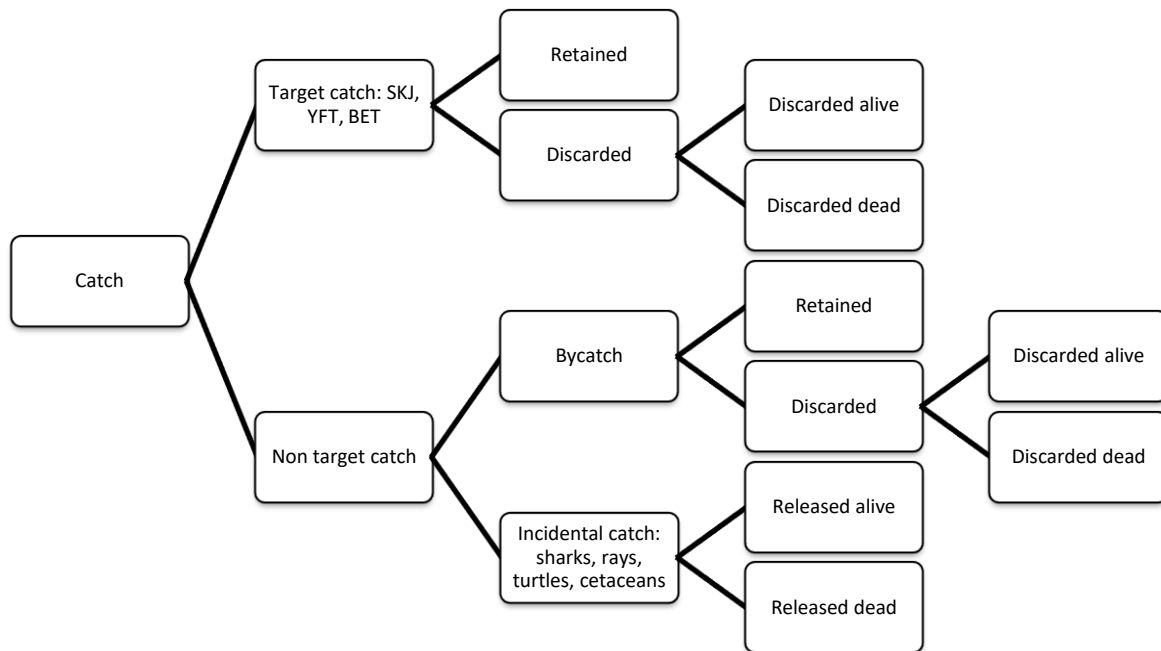 Catch
Target catch: SKJ,
YFT, BET
Retained
Discarded
Discarded alive
Discarded dead
Non target catch
Bycatch
Retained
Discarded
Discarded alive
Discarded dead
Incidental catch:
sharks, rays,
turtles, cetaceans
Released alive
Released dead